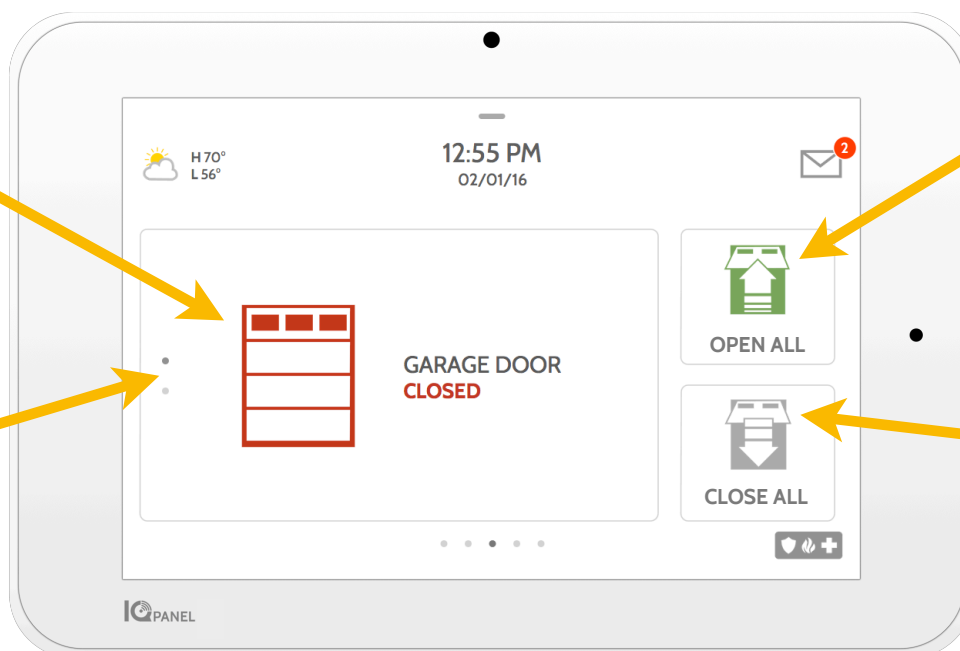 H 70°
L 56°
12:55 PM
02/01/16
2
GARAGE DOOR
CLOSED
OPEN ALL
CLOSE ALL
IQ PANEL